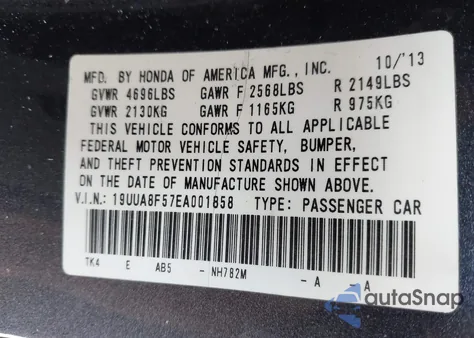 MFD. BY HONDA OF AMERICA MFG., INC. 10/'13
GVWR 4696LBS GAWR F 2568LBS R 2149LBS
GVWR 2130KG GAWR F 1165KG R 975KG
THIS VEHICLE CONFORMS TO ALL APPLICABLE
FEDERAL MOTOR VEHICLE SAFETY, BUMPER,
AND THEFT PREVENTION STANDARDS IN EFFECT
ON THE DATE OF MANUFACTURE SHOWN ABOVE.
V.I.N.: 19UUA8F57EA001858 TYPE: PASSENGER CAR
TK4 E AB5 - NH782M - A - A
autaSnap